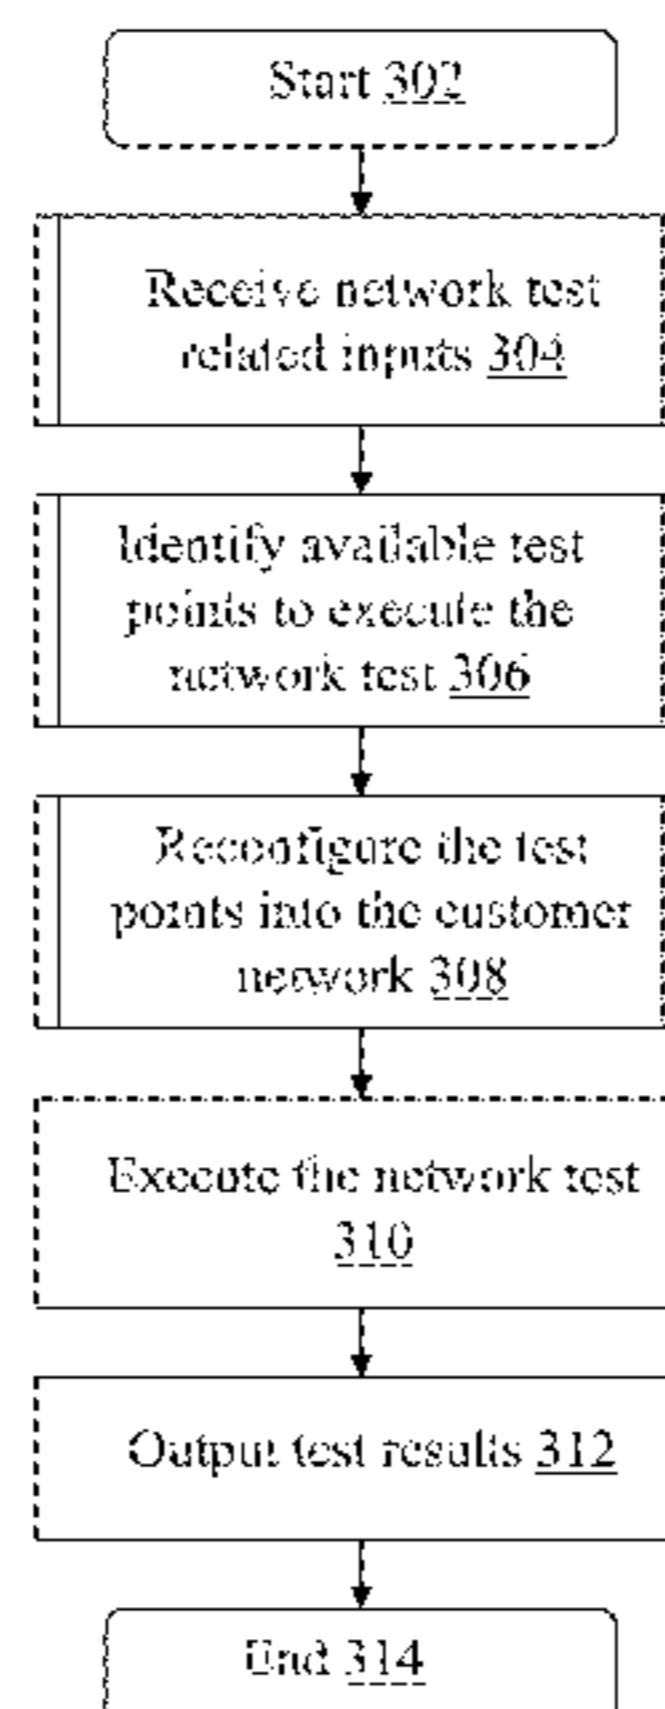 Start 302
Receive network test
related inputs 304
Identify available test
points to execute the
network test 306
Reconfigure the test
points into the customer
network 308
Execute the network test
310
Output test results 312
End 314